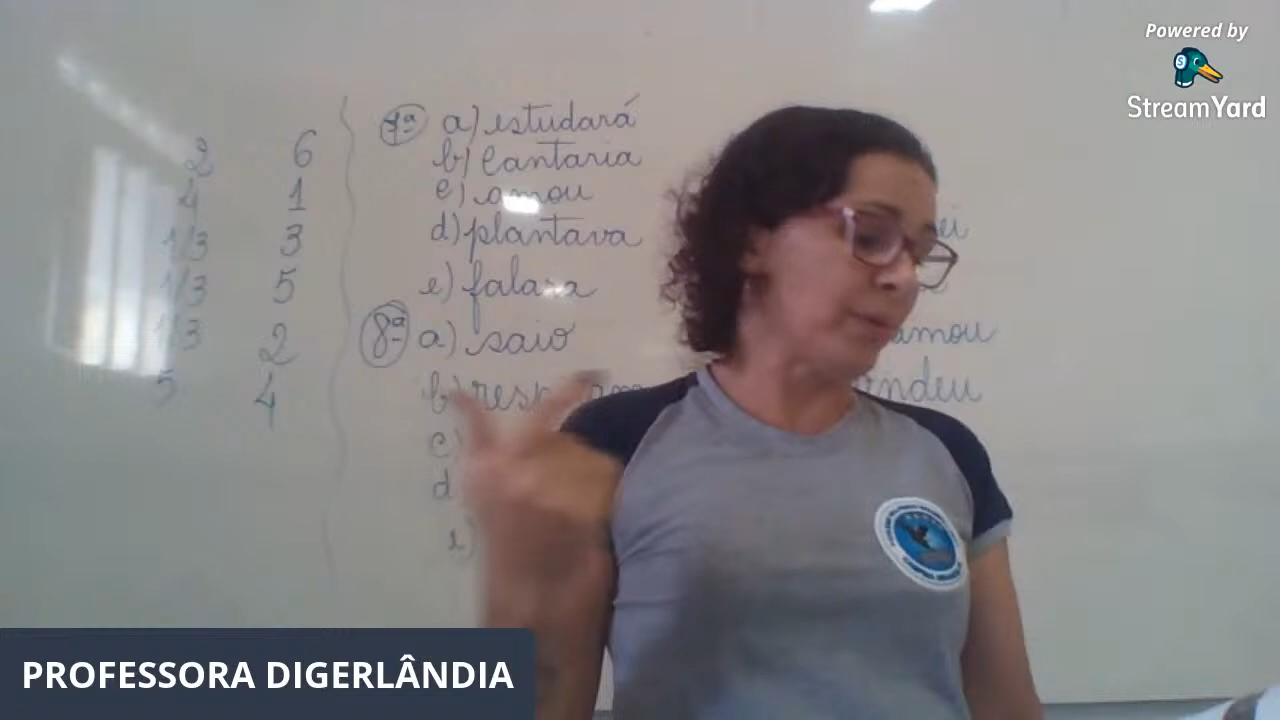 Powered by
StreamYard
2 6
4 1
1/3 3
1/3 5
1/3 2
5 4
7ª a) estudará
b) Cantaria
c) amou
d) plantava
e) falara
8ª a) saio
b)
c)
d
e)
amou
PROFESSORA DIGERLÂNDIA